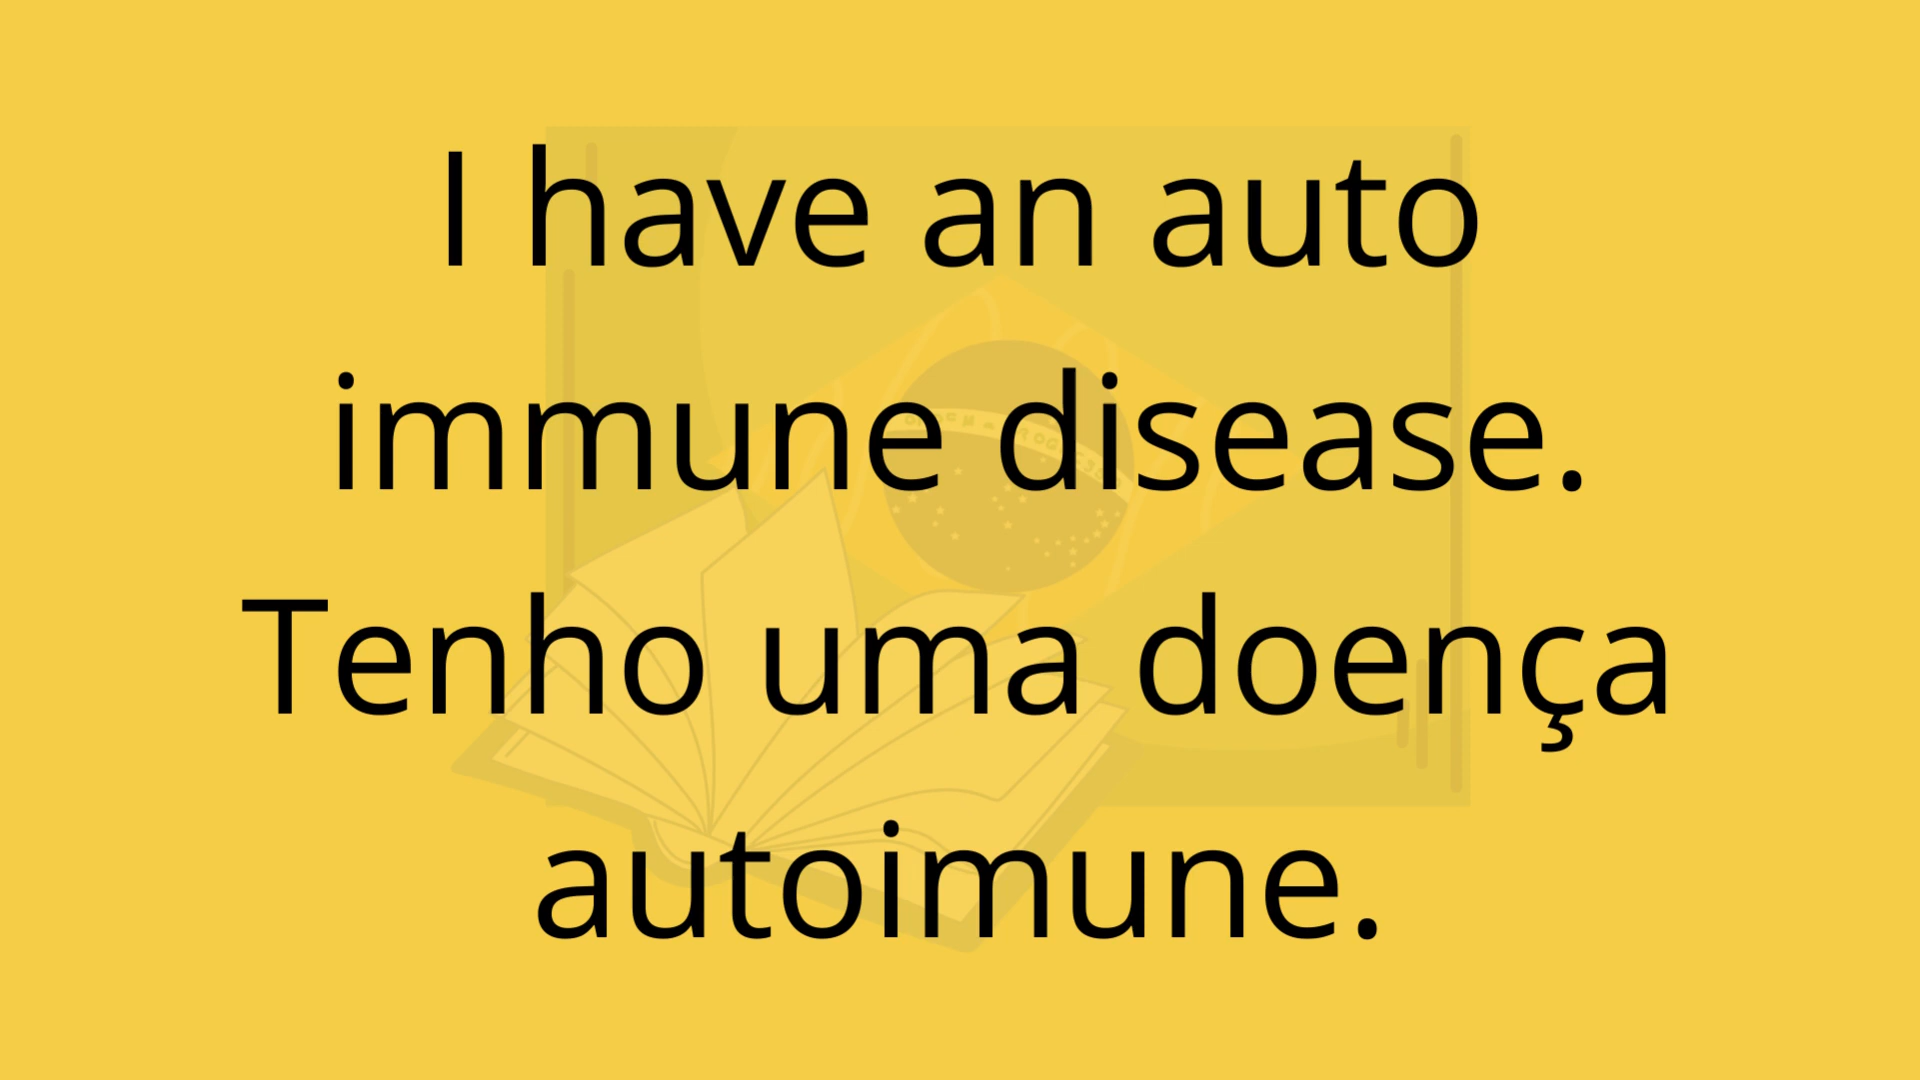 I have an auto
immune disease.
Tenho uma doença
autoimune.